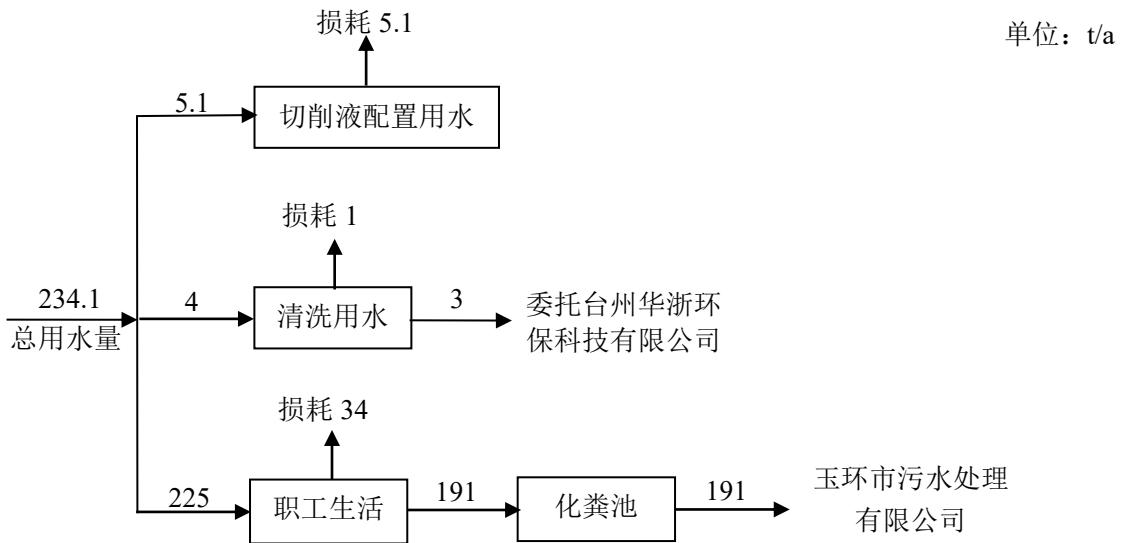 损耗 5.1
单位：t/a
5.1
切削液配置用水
损耗 1
234.1
总用水量
4
清洗用水
3
委托台州华浙环
保科技有限公司
损耗 34
225
职工生活
191
化粪池
191
玉环市污水处理
有限公司